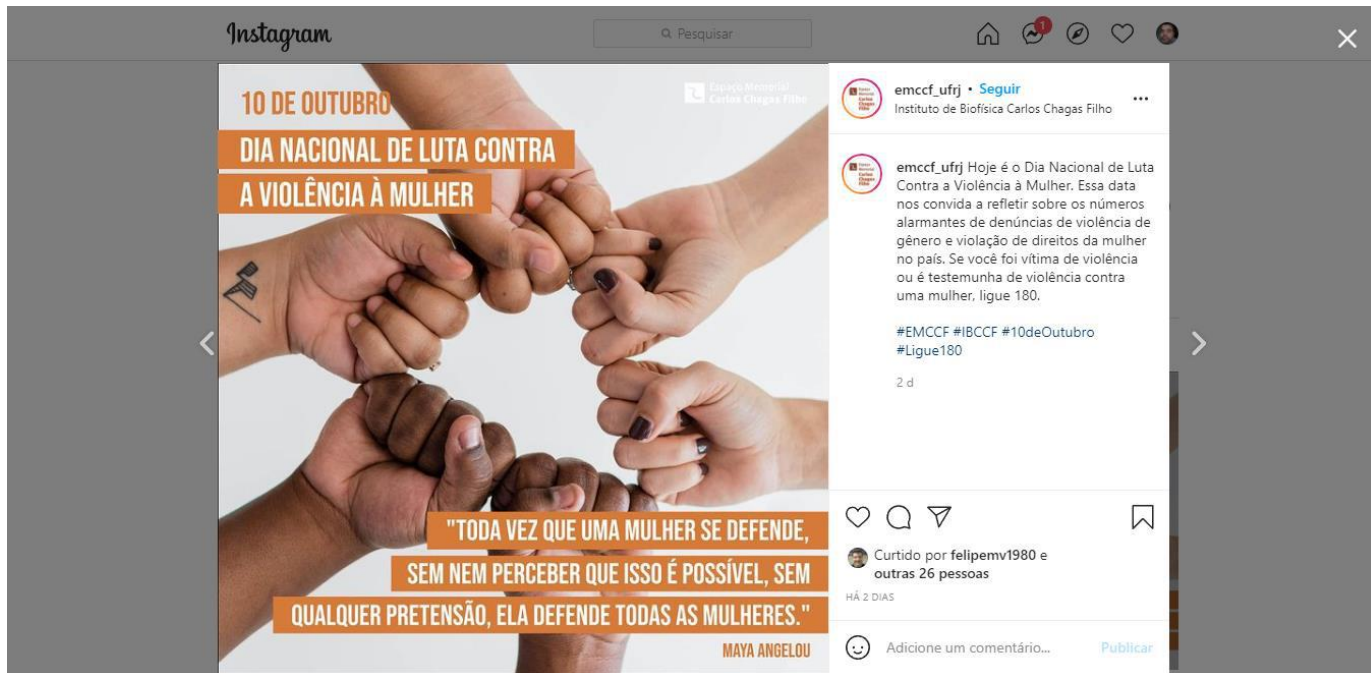 Instagram
Pesquisar
1
10 DE OUTUBRO
DIA NACIONAL DE LUTA CONTRA
A VIOLÊNCIA À MULHER
Espaço Memorial
Carlos Chagas Filho
"TODA VEZ QUE UMA MULHER SE DEFENDE,
SEM NEM PERCEBER QUE ISSO É POSSÍVEL, SEM
QUALQUER PRETENSÃO, ELA DEFENDE TODAS AS MULHERES."
MAYA ANGELOU
emccf_ufrj • Seguir
Instituto de Biofísica Carlos Chagas Filho
emccf_ufrj Hoje é o Dia Nacional de Luta
Contra a Violência à Mulher. Essa data
nos convida a refletir sobre os números
alarmantes de denúncias de violência de
gênero e violação de direitos da mulher
no país. Se você foi vítima de violência
ou é testemunha de violência contra
uma mulher, ligue 180.
#EMCCF #IBCCF #10deOutubro
#Ligue180
2 d
Curtido por felipemv1980 e
outras 26 pessoas
HÁ 2 DIAS
Adicione um comentário... Publicar